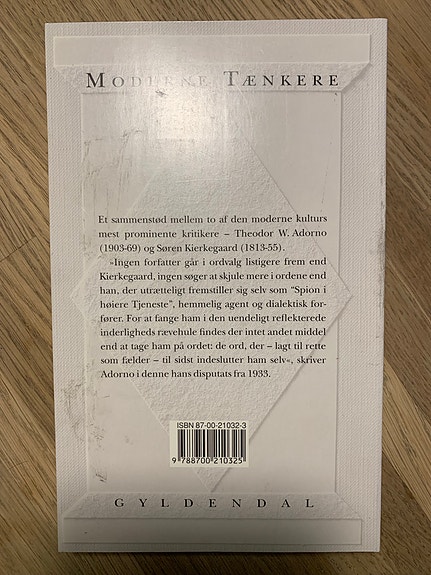 MODERNE TÆNKERE
Et sammenstød mellem to af den moderne kulturs
mest prominente kritikere – Theodor W. Adorno
(1903-69) og Søren Kierkegaard (1813-55).
»Ingen forfatter går i ordvalg listigere frem end
Kierkegaard, ingen søger at skjule mere i ordene end
han, der utrætteligt fremstiller sig selv som "Spion i
høiere Tjeneste", hemmelig agent og dialektisk for-
fører. For at fange ham i den uendeligt reflekterede
inderligheds rævehule findes der intet andet middel
end at tage ham på ordet: de ord, der – lagt til rette
som fælder – til sidst indeslutter ham selv«, skriver
Adorno i denne hans disputats fra 1933.
ISBN 87-00-21032-3
9 788700 210325
GYLDENDAL